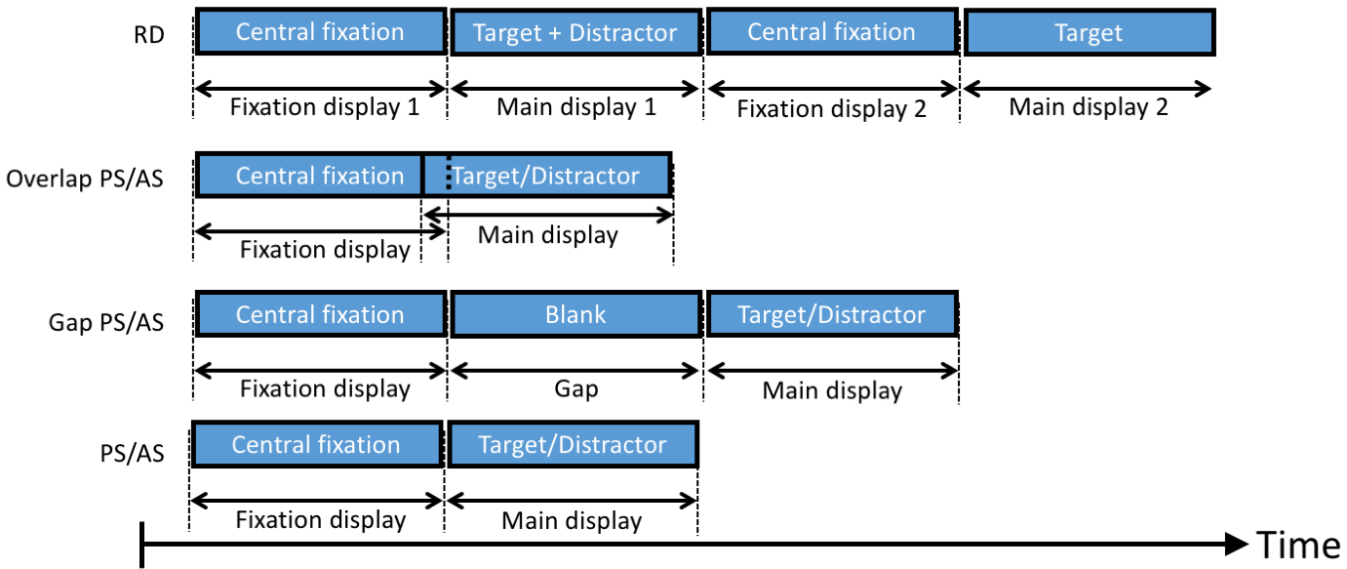 RD
Central fixation
Target + Distractor
Central fixation
Target
Fixation display 1
Main display 1
Fixation display 2
Main display 2
Overlap PS/AS
Central fixation
Target/Distractor
Fixation display
Main display
Gap PS/AS
Central fixation
Blank
Target/Distractor
Fixation display
Gap
Main display
PS/AS
Central fixation
Target/Distractor
Fixation display
Main display
Time